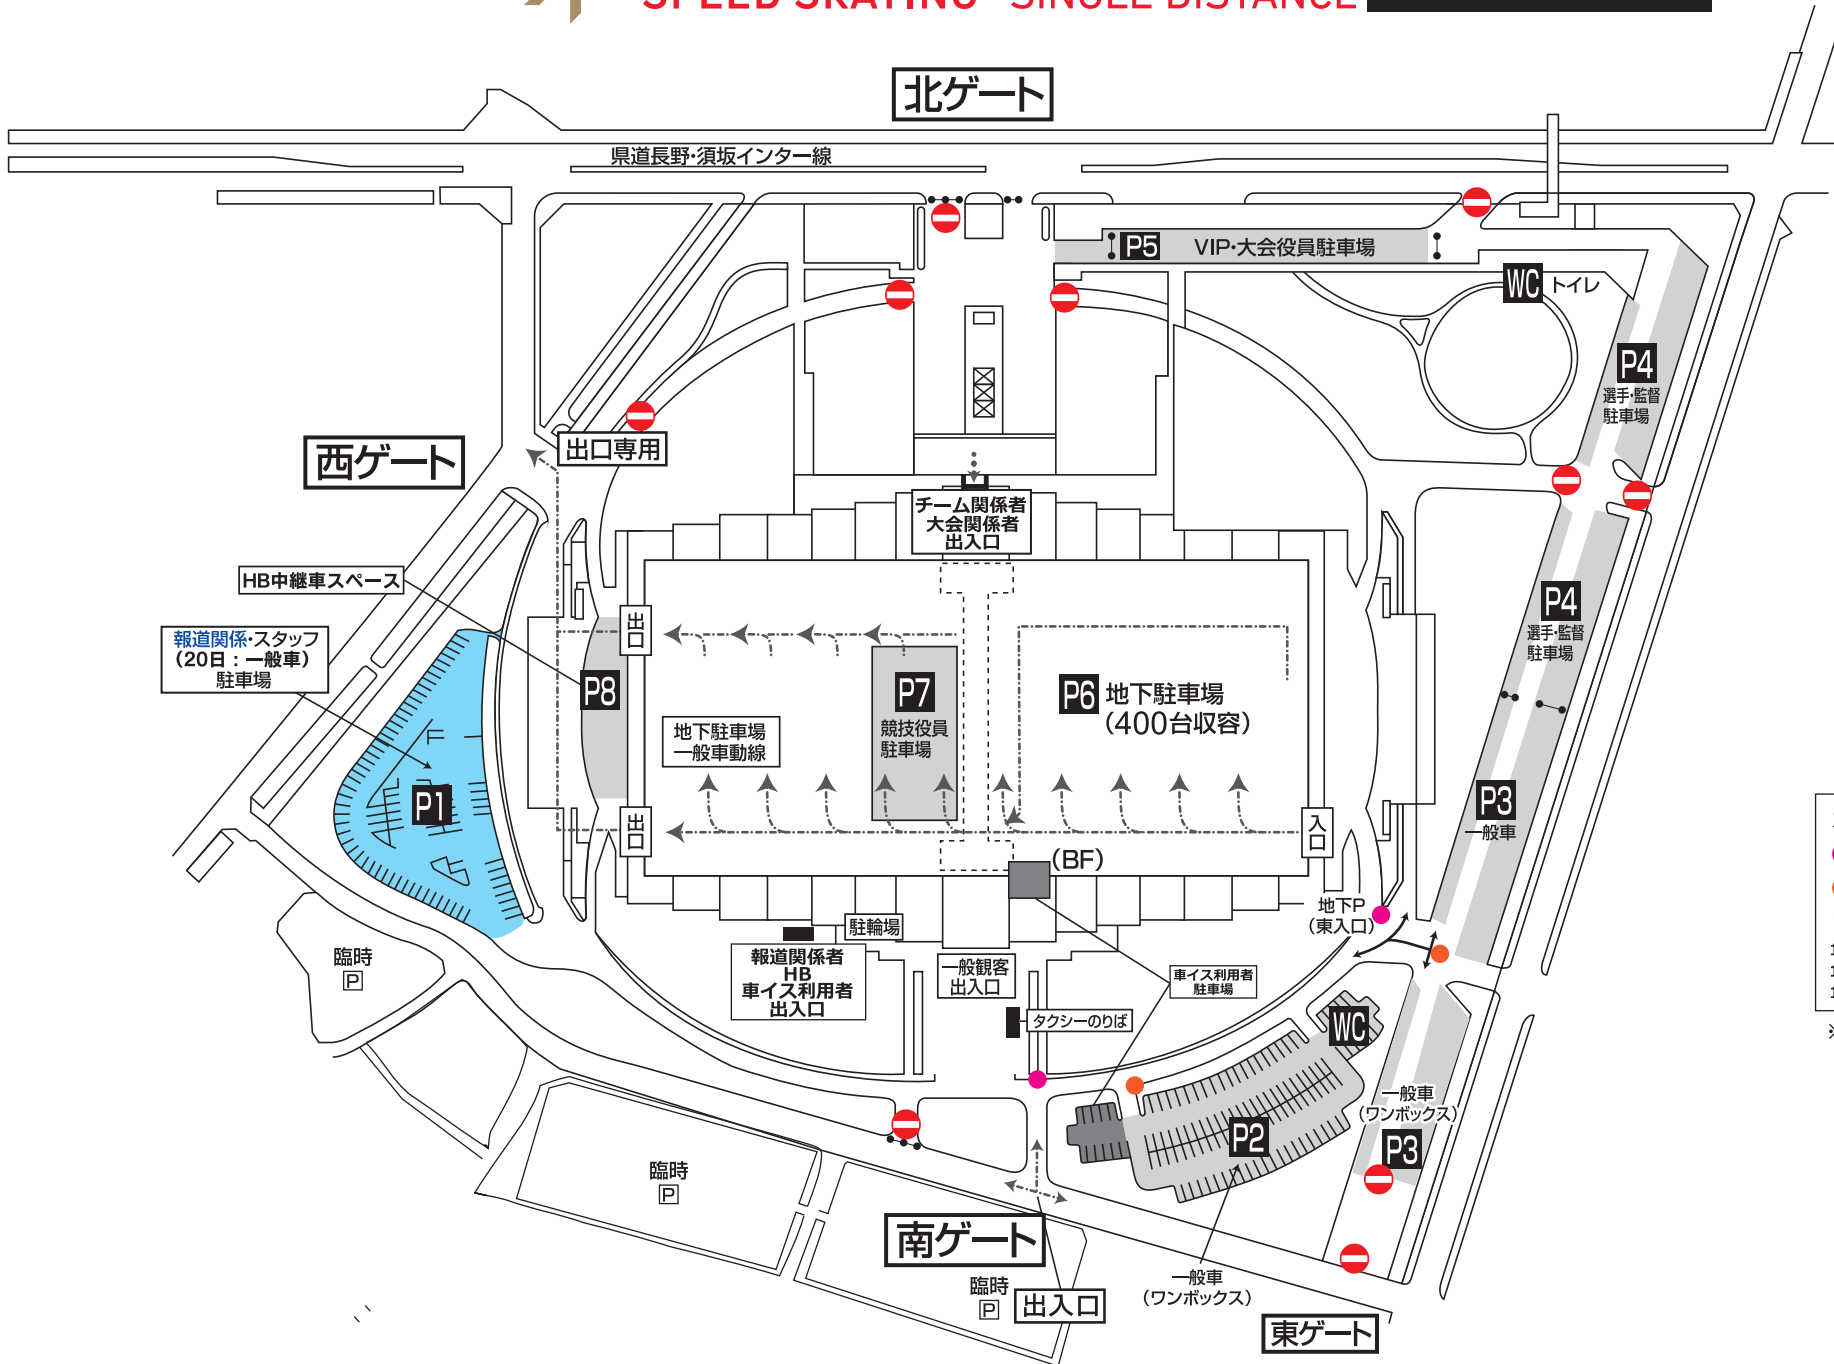 SPEED SKATING SINGLE DISTANCE
北ゲート
県道長野・須坂インター線
P5 VIP・大会役員駐車場
WC トイレ
P4
選手・監督
駐車場
西ゲート
出口専用
チーム関係者
大会関係者
出入口
HB中継車スペース
報道関係・スタッフ
(20日：一般車)
駐車場
出口
P8
P7
競技役員
駐車場
P6 地下駐車場
(400台収容)
地下駐車場
一般車動線
P4
選手・監督
駐車場
P1
出口
入口
P3
一般車
(BF)
地下P
(東入口)
駐輪場
報道関係者
HB
車イス利用者
出入口
一般観客
出入口
車イス利用者
駐車場
タクシーのりば
臨時
P
WC
一般車
(ワンボックス)
P3
P2
臨時
P
南ゲート
臨時
P
出入口
一般車
(ワンボックス)
東ゲート